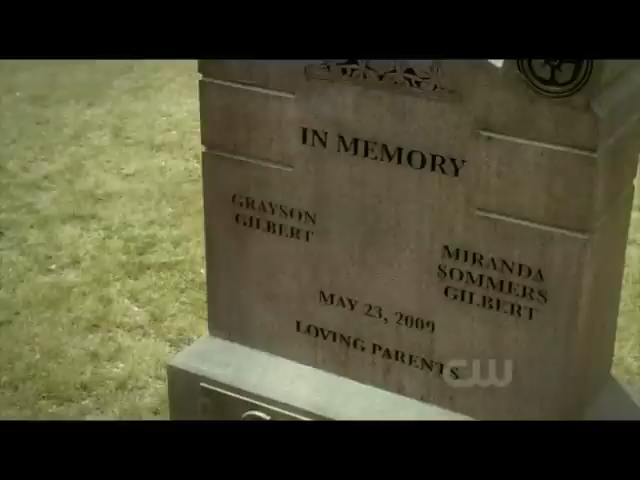 IN MEMORY
GRAYSON
GILBERT
MIRANDA
SOMMERS
GILBERT
MAY 23, 2009
LOVING PARENTS
CW